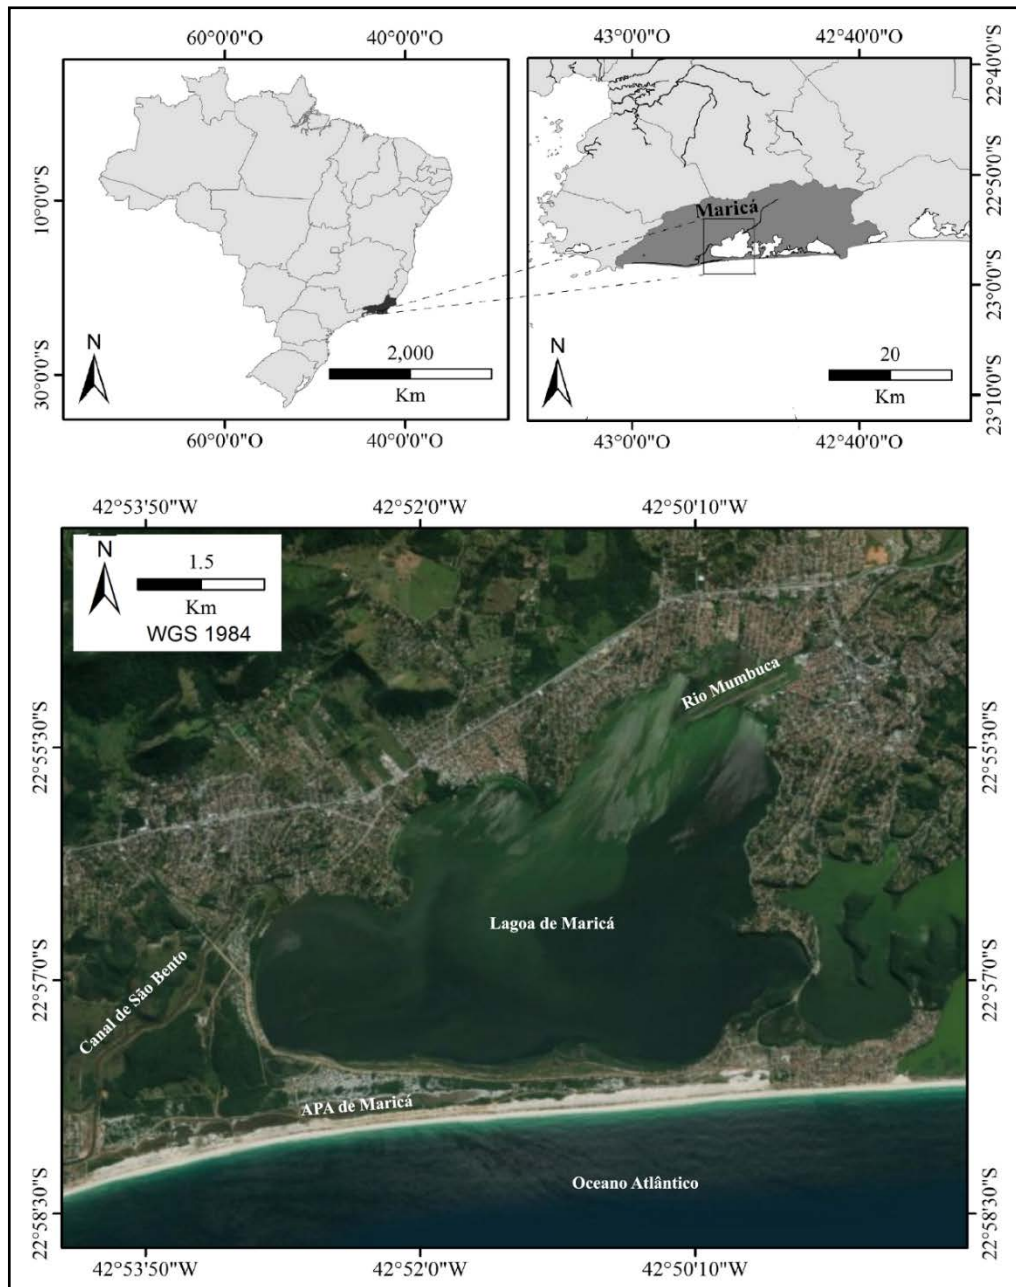 60°0'0"O 40°0'0"O
43°0'0"O 42°40'0"O
10°0'0"S
30°0'0"S
N
2,000
Km
60°0'0"O 40°0'0"O
22°40'0"S
22°50'0"S
23°0'0"S
23°10'0"S
Maricá
N
20
Km
43°0'0"O 42°40'0"O
42°53'50"W 42°52'0"W 42°50'10"W
N
1.5
Km
WGS 1984
Rio Mumbuca
22°55'30"S 22°55'30"S
Lagoa de Maricá
22°57'0"S 22°57'0"S
Canal de São Bento
APA de Maricá
Oceano Atlântico
22°58'30"S 22°58'30"S
42°53'50"W 42°52'0"W 42°50'10"W